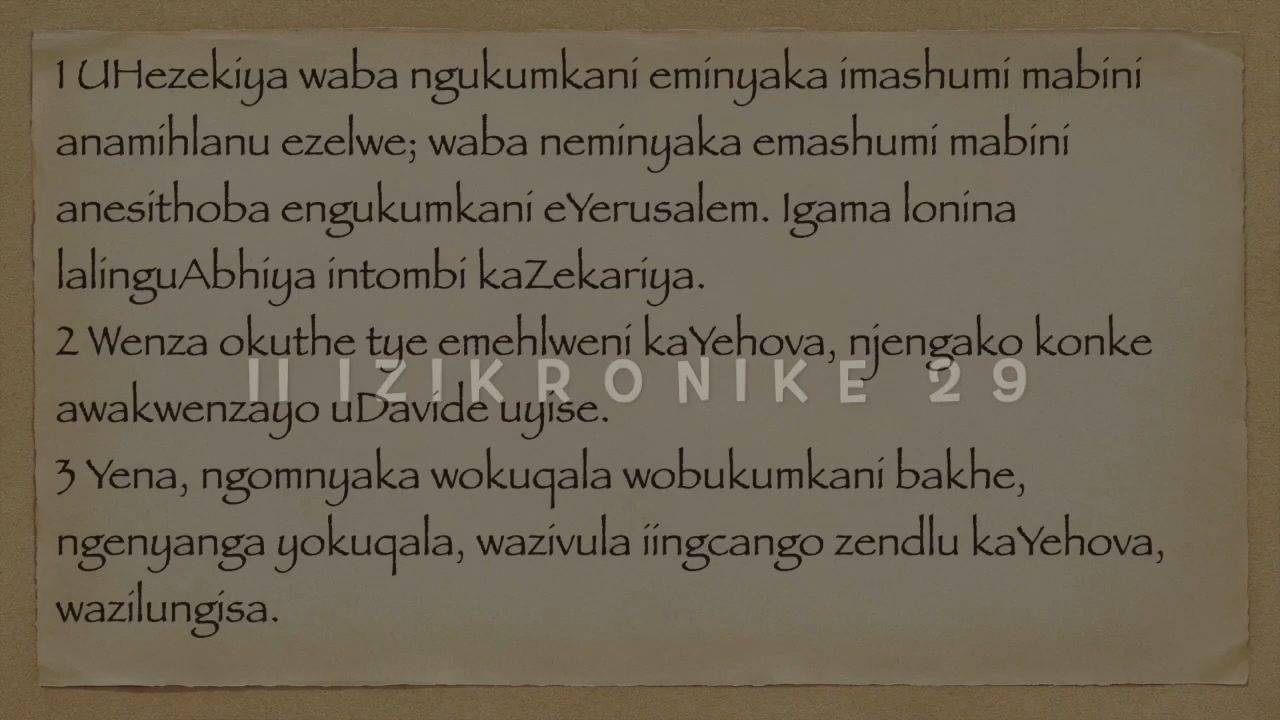 1 UHezekiya waba ngukumkani eminyaka imashumi mabini
anamihlanu ezelwe; waba neminyaka emashumi mabini
anesithoba engukumkani eYerusalem. Igama lonina
lalinguAbhiya intombi kaZekariya.
2 Wenza okuthe tye emehlweni kaYehova, njengako konke
II IZIKRONIKE 29
awakwenzayo uDavide uyise.
3 Yena, ngomnyaka wokuqala wobukumkani bakhe,
ngenyanga yokuqala, wazivula iingcango zendlu kaYehova,
wazilungisa.